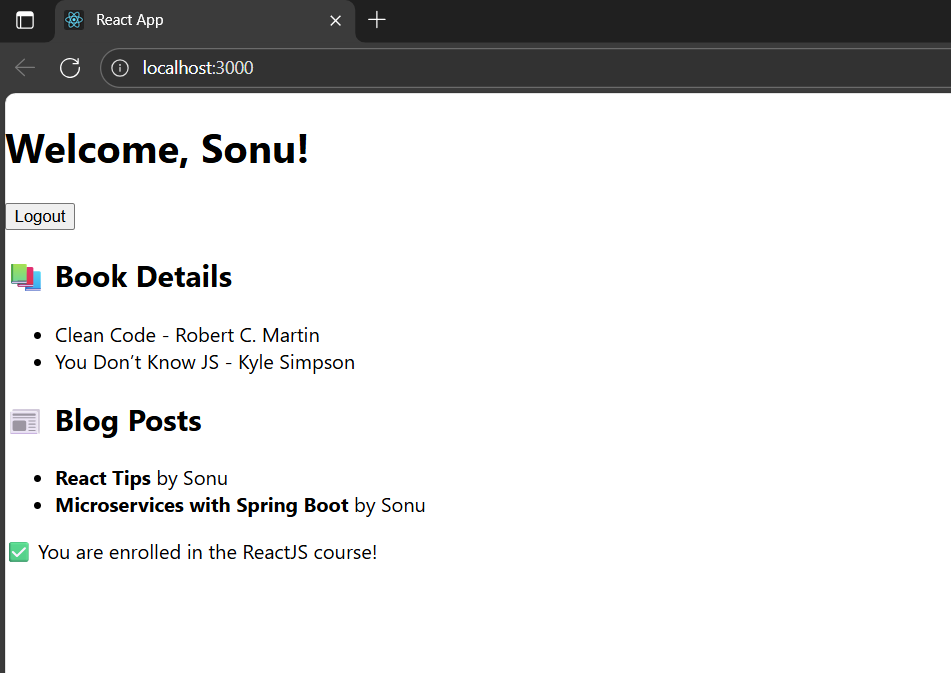 React App
localhost:3000
Welcome, Sonu!
Logout
📚 Book Details
Clean Code - Robert C. Martin
You Don’t Know JS - Kyle Simpson
📰 Blog Posts
React Tips by Sonu
Microservices with Spring Boot by Sonu
✅ You are enrolled in the ReactJS course!